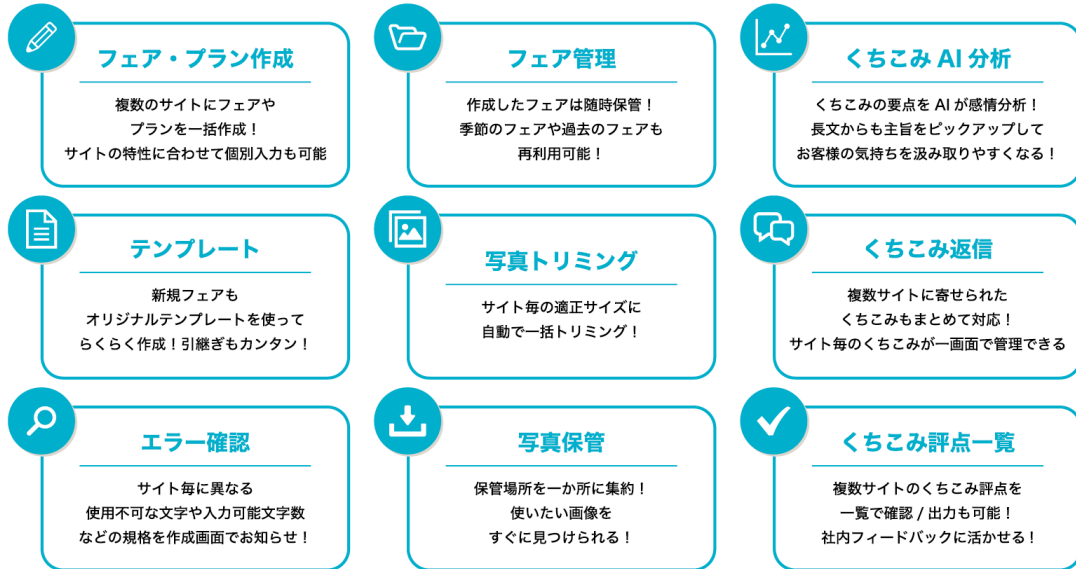 フェア・プラン作成
複数のサイトにフェアや
プランを一括作成！
サイトの特性に合わせて個別入力も可能
フェア管理
作成したフェアは随時保管！
季節のフェアや過去のフェアも
再利用可能！
くちこみ AI 分析
くちこみの要点を AI が感情分析！
長文からも主旨をピックアップして
お客様の気持ちを汲み取りやすくなる！
テンプレート
新規フェアも
オリジナルテンプレートを使って
らくらく作成！引継ぎもカンタン！
写真トリミング
サイト毎の適正サイズに
自動で一括トリミング！
くちこみ返信
複数サイトに寄せられた
くちこみもまとめて対応！
サイト毎のくちこみが一画面で管理できる
エラー確認
サイト毎に異なる
使用不可な文字や入力可能文字数
などの規格を作成画面でお知らせ！
写真保管
保管場所を一か所に集約！
使いたい画像を
すぐに見つけられる！
くちこみ評点一覧
複数サイトのくちこみ評点を
一覧で確認 / 出力も可能！
社内フィードバックに活かせる！